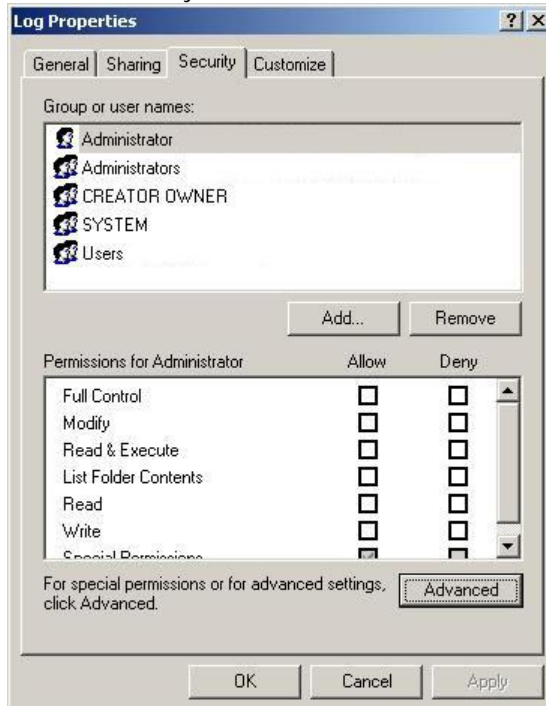 Log Properties
General Sharing Security Customize
Group or user names:
Administrator
Administrators
CREATOR OWNER
SYSTEM
Users
Add... Remove
Permissions for Administrator Allow Deny
Full Control
Modify
Read & Execute
List Folder Contents
Read
Write
Special Permissions
For special permissions or for advanced settings, click Advanced.
Advanced
OK Cancel Apply